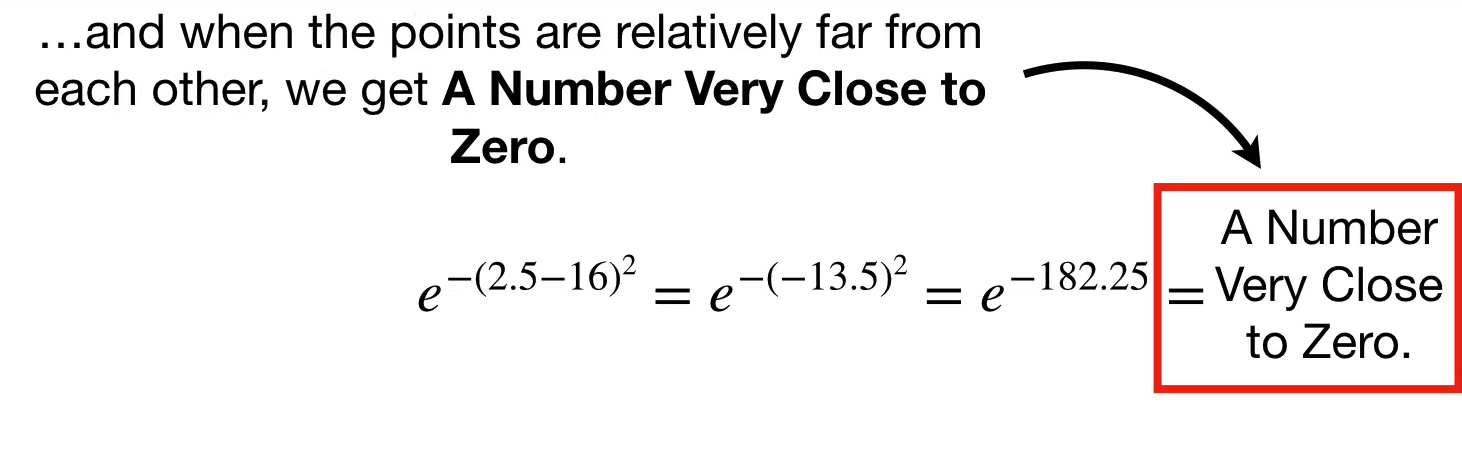 …and when the points are relatively far from
each other, we get A Number Very Close to
Zero.
A Number
e^{−(2.5−16)^2} = e^{−(−13.5)^2} = e^{−182.25} = Very Close
to Zero.